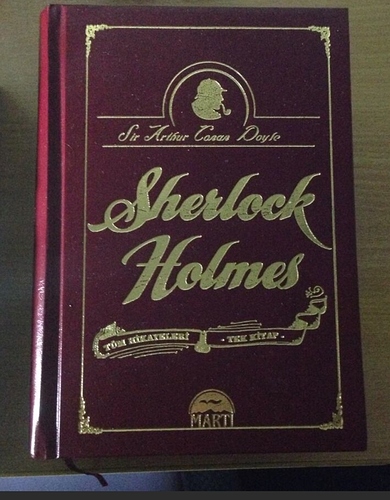 Sir Arthur Conan Doyle
Sherlock
Holmes
TÜM HİKAYELERİ - TEK KİTAP -
MARTI